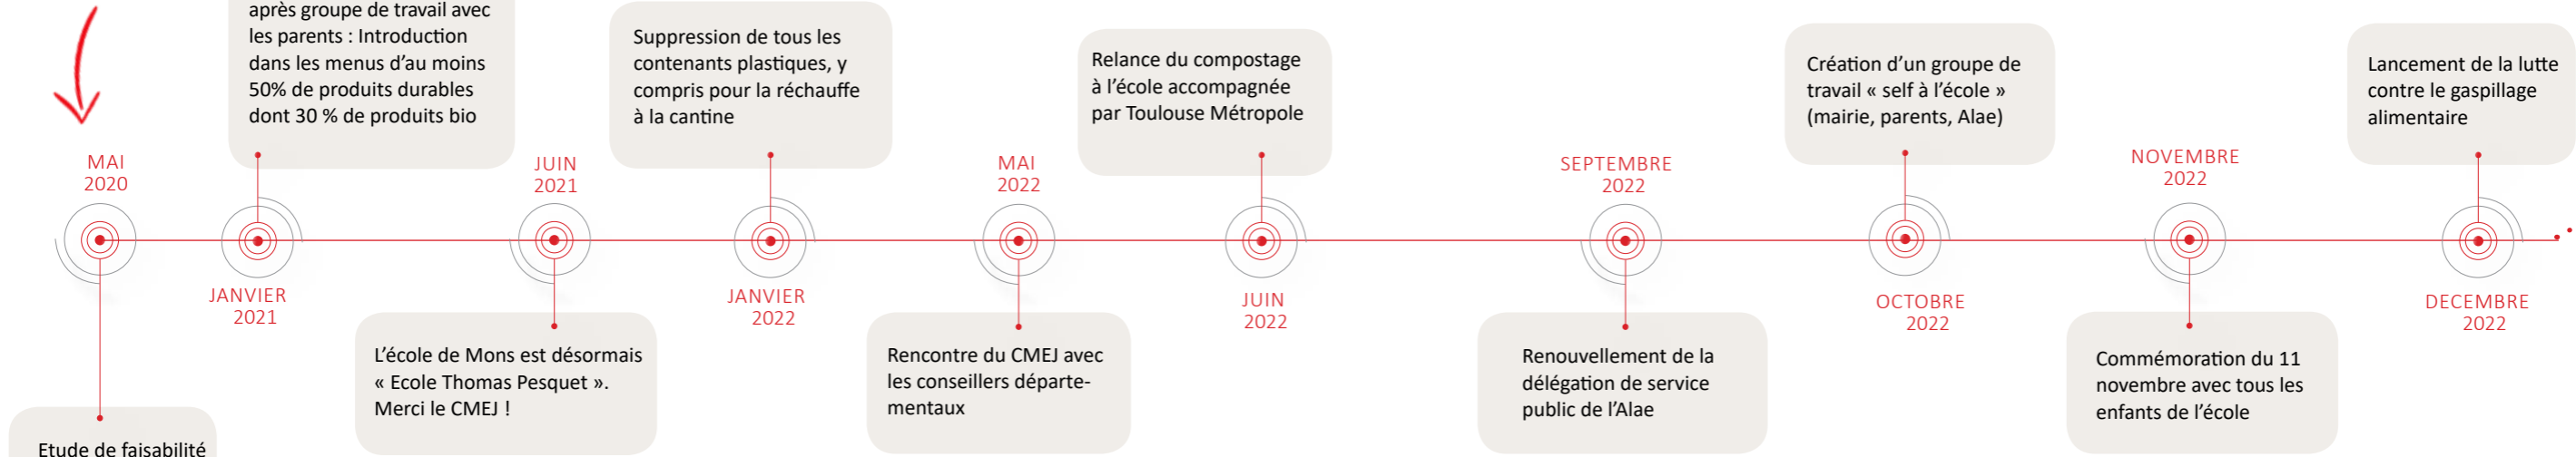 MAI
2020
Etude de faisabilité
après groupe de travail avec
les parents : Introduction
dans les menus d’au moins
50% de produits durables
dont 30 % de produits bio
JANVIER
2021
JUIN
2021
L’école de Mons est désormais
« Ecole Thomas Pesquet ».
Merci le CMEJ !
Suppression de tous les
contenants plastiques, y
compris pour la réchauffe
à la cantine
JANVIER
2022
MAI
2022
Rencontre du CMEJ avec
les conseillers départe-
mentaux
Relance du compostage
à l’école accompagnée
par Toulouse Métropole
JUIN
2022
SEPTEMBRE
2022
Renouvellement de la
délégation de service
public de l’Alae
Création d’un groupe de
travail « self à l’école »
(mairie, parents, Alae)
OCTOBRE
2022
NOVEMBRE
2022
Commémoration du 11
novembre avec tous les
enfants de l’école
Lancement de la lutte
contre le gaspillage
alimentaire
DECEMBRE
2022